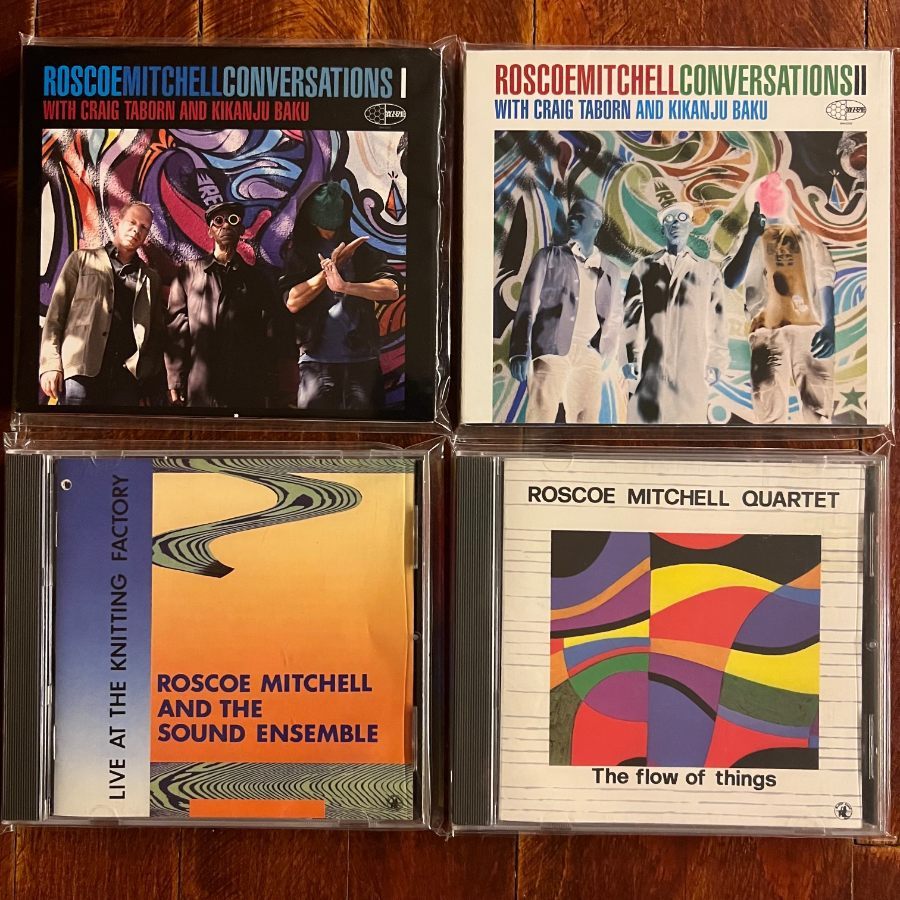 ROSCOEMITCHELLCONVERSATIONS I
WITH CRAIG TABORN AND KIKANJU BAKU
ROSCOEMITCHELLCONVERSATIONSII
WITH CRAIG TABORN AND KIKANJU BAKU
LIVE AT THE KNITTING FACTORY
ROSCOE MITCHELL
AND THE
SOUND ENSEMBLE
ROSCOE MITCHELL QUARTET
The flow of things